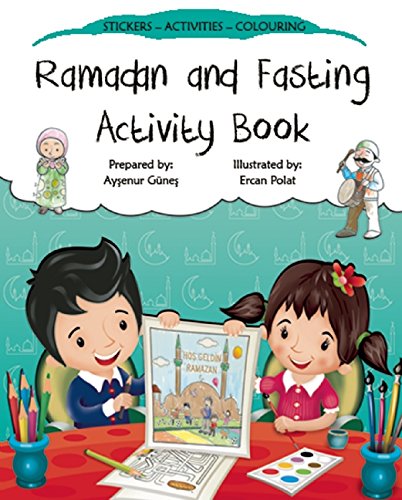 STICKERS – ACTIVITIES – COLOURING
Ramadan and Fasting
Activity Book
Prepared by:
Ayşenur Güneş
Illustrated by:
Ercan Polat
HOŞ GELDİN
RAMAZAN